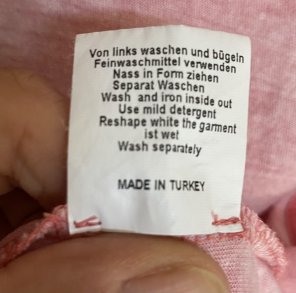 Von links waschen und bügeln
Feinwaschmittel verwenden
Nass in Form ziehen
Separat Waschen
Wash and iron inside out
Use mild detergent
Reshape white the garment
ist wet
Wash separately
MADE IN TURKEY